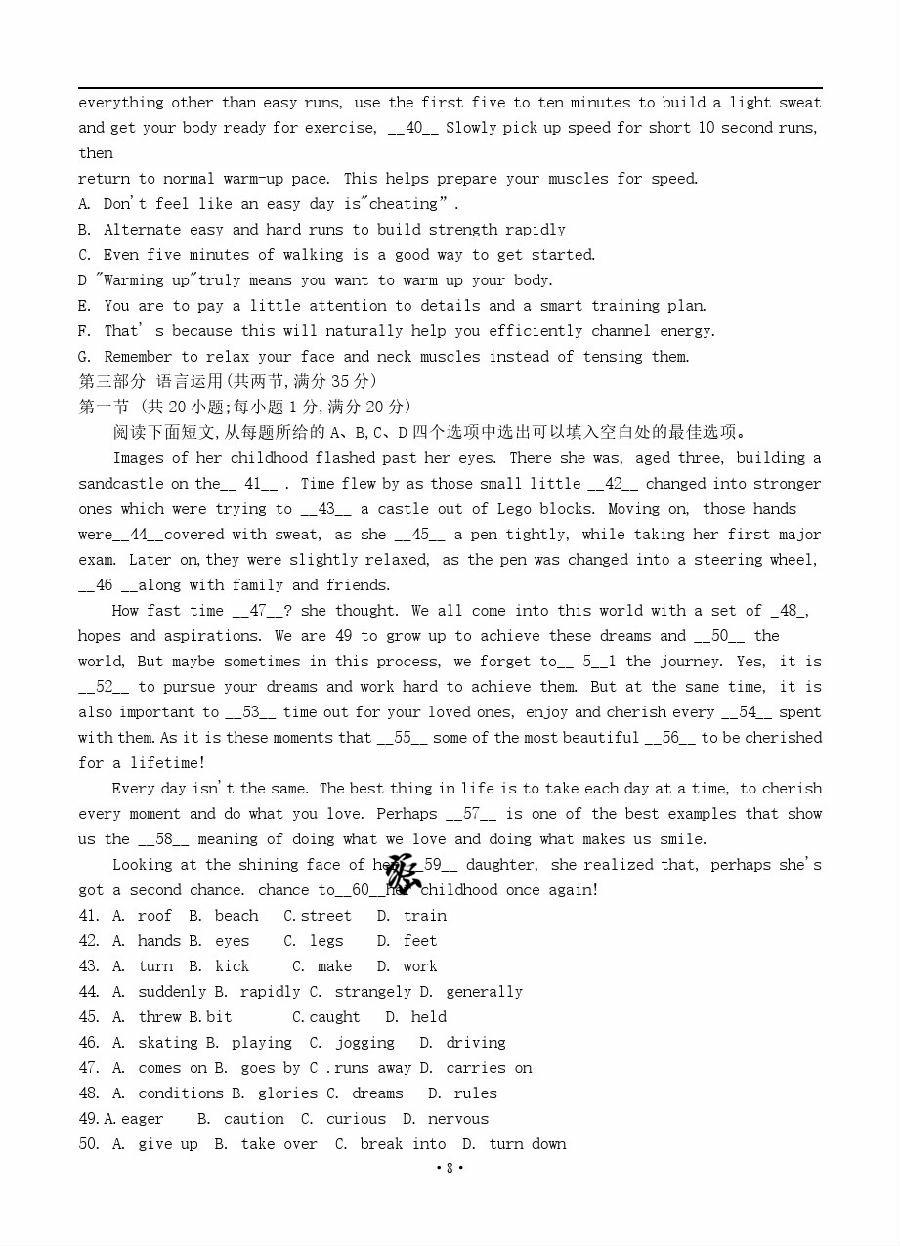 everything other than easy runs, use the first five to ten minutes to build a light sweat
and get your body ready for exercise, __40__ Slowly pick up speed for short 10 second runs,
then
return to normal warm-up pace. This helps prepare your muscles for speed.
A. Don't feel like an easy day is"cheating".
B. Alternate easy and hard runs to build strength rapidly
C. Even five minutes of walking is a good way to get started.
D "Warming up"truly means you want to warm up your body.
E. You are to pay a little attention to details and a smart training plan.
F. That's because this will naturally help you efficiently channel energy.
G. Remember to relax your face and neck muscles instead of tensing them.
第三部分 语言运用(共两节,满分35分)
第一节 (共20小题;每小题1分,满分20分)
阅读下面短文,从每题所给的A、B,C、D四个选项中选出可以填入空白处的最佳选项。
Images of her childhood flashed past her eyes. There she was, aged three, building a
sandcastle on the__ 41__ . Time flew by as those small little __42__ changed into stronger
ones which were trying to __43__ a castle out of Lego blocks. Moving on, those hands
were__44__covered with sweat, as she __45__ a pen tightly, while taking her first major
exam. Later on,they were slightly relaxed, as the pen was changed into a steering wheel,
__46 __along with family and friends.
How fast time __47__? she thought. We all come into this world with a set of _48_,
hopes and aspirations. We are 49 to grow up to achieve these dreams and __50__ the
world, But maybe sometimes in this process, we forget to__ 5__1 the journey. Yes, it is
__52__ to pursue your dreams and work hard to achieve them. But at the same time, it is
also important to __53__ time out for your loved ones, enjoy and cherish every __54__ spent
with them.As it is these moments that __55__ some of the most beautiful __56__ to be cherished
for a lifetime!
Every day isn't the same. The best thing in life is to take each day at a time, to cherish
every moment and do what you love. Perhaps __57__ is one of the best examples that show
us the __58__ meaning of doing what we love and doing what makes us smile.
Looking at the shining face of her __59__ daughter, she realized that, perhaps she's
got a second chance. chance to__60__her childhood once again!
41. A. roof B. beach C.street D. train
42. A. hands B. eyes C. legs D. feet
43. A. turn B. kick C. make D. work
44. A. suddenly B. rapidly C. strangely D. generally
45. A. threw B.bit C.caught D. held
46. A. skating B. playing C. jogging D. driving
47. A. comes on B. goes by C .runs away D. carries on
48. A. conditions B. glories C. dreams D. rules
49.A.eager B. caution C. curious D. nervous
50. A. give up B. take over C. break into D. turn down
·8·